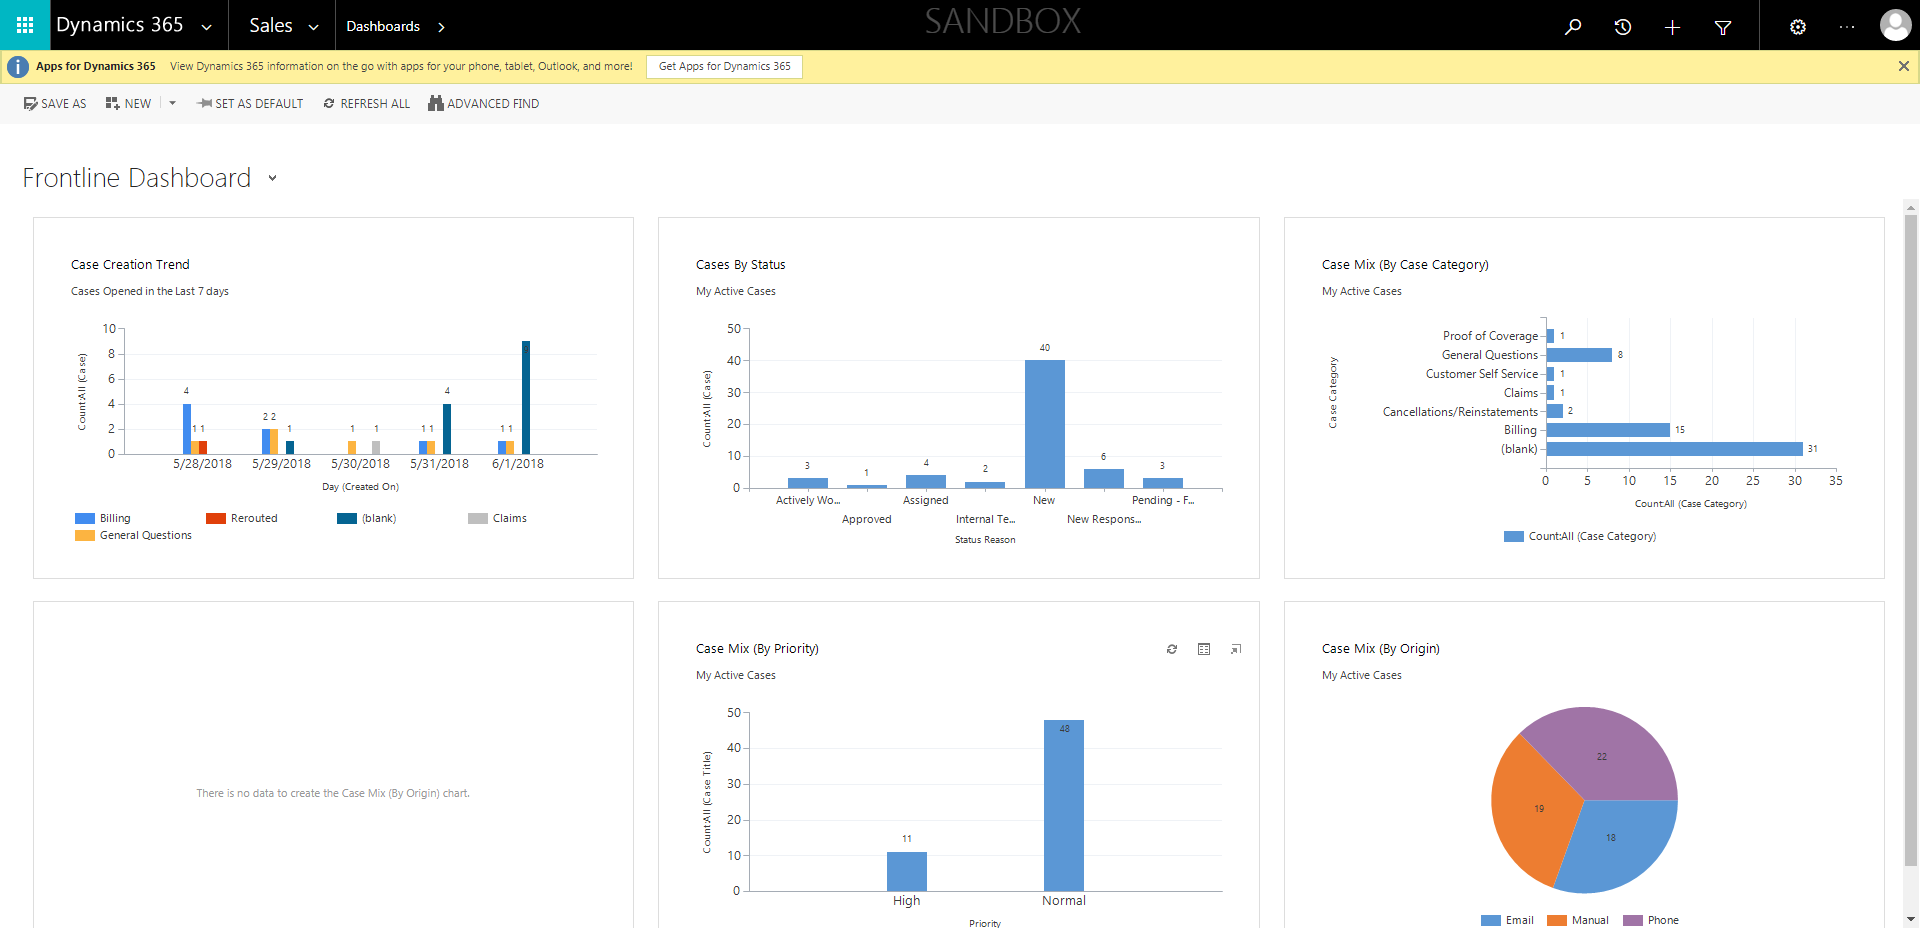 Dynamics 365 Sales Dashboards SANDBOX
Apps for Dynamics 365 View Dynamics 365 information on the go with apps for your phone, tablet, Outlook, and more! Get Apps for Dynamics 365
SAVE AS NEW SET AS DEFAULT REFRESH ALL ADVANCED FIND
Frontline Dashboard
Case Creation Trend
Cases Opened in the Last 7 days
Count:All (Case)
10
8
6
4
2
0
4
1 1
2 2
1
1
1
1 1
4
1 1
5/28/2018 5/29/2018 5/30/2018 5/31/2018 6/1/2018
Day (Created On)
Billing Rerouted (blank) Claims
General Questions
Cases By Status
My Active Cases
Count:All (Case)
50
40
30
20
10
0
3
1
4
2
40
6
3
Actively Wo... Assigned New Pending - F...
Approved Internal Te... New Respons...
Status Reason
Case Mix (By Case Category)
My Active Cases
Case Category
Proof of Coverage 1
General Questions 8
Customer Self Service 1
Claims 1
Cancellations/Reinstatements 2
Billing 15
(blank) 31
0 5 10 15 20 25 30 35
Count:All (Case Category)
Count:All (Case Category)
There is no data to create the Case Mix (By Origin) chart.
Case Mix (By Priority)
My Active Cases
Count:All (Case Title)
50
40
30
20
10
0
11
48
High Normal
Priority
Case Mix (By Origin)
My Active Cases
22
19
18
Email Manual Phone